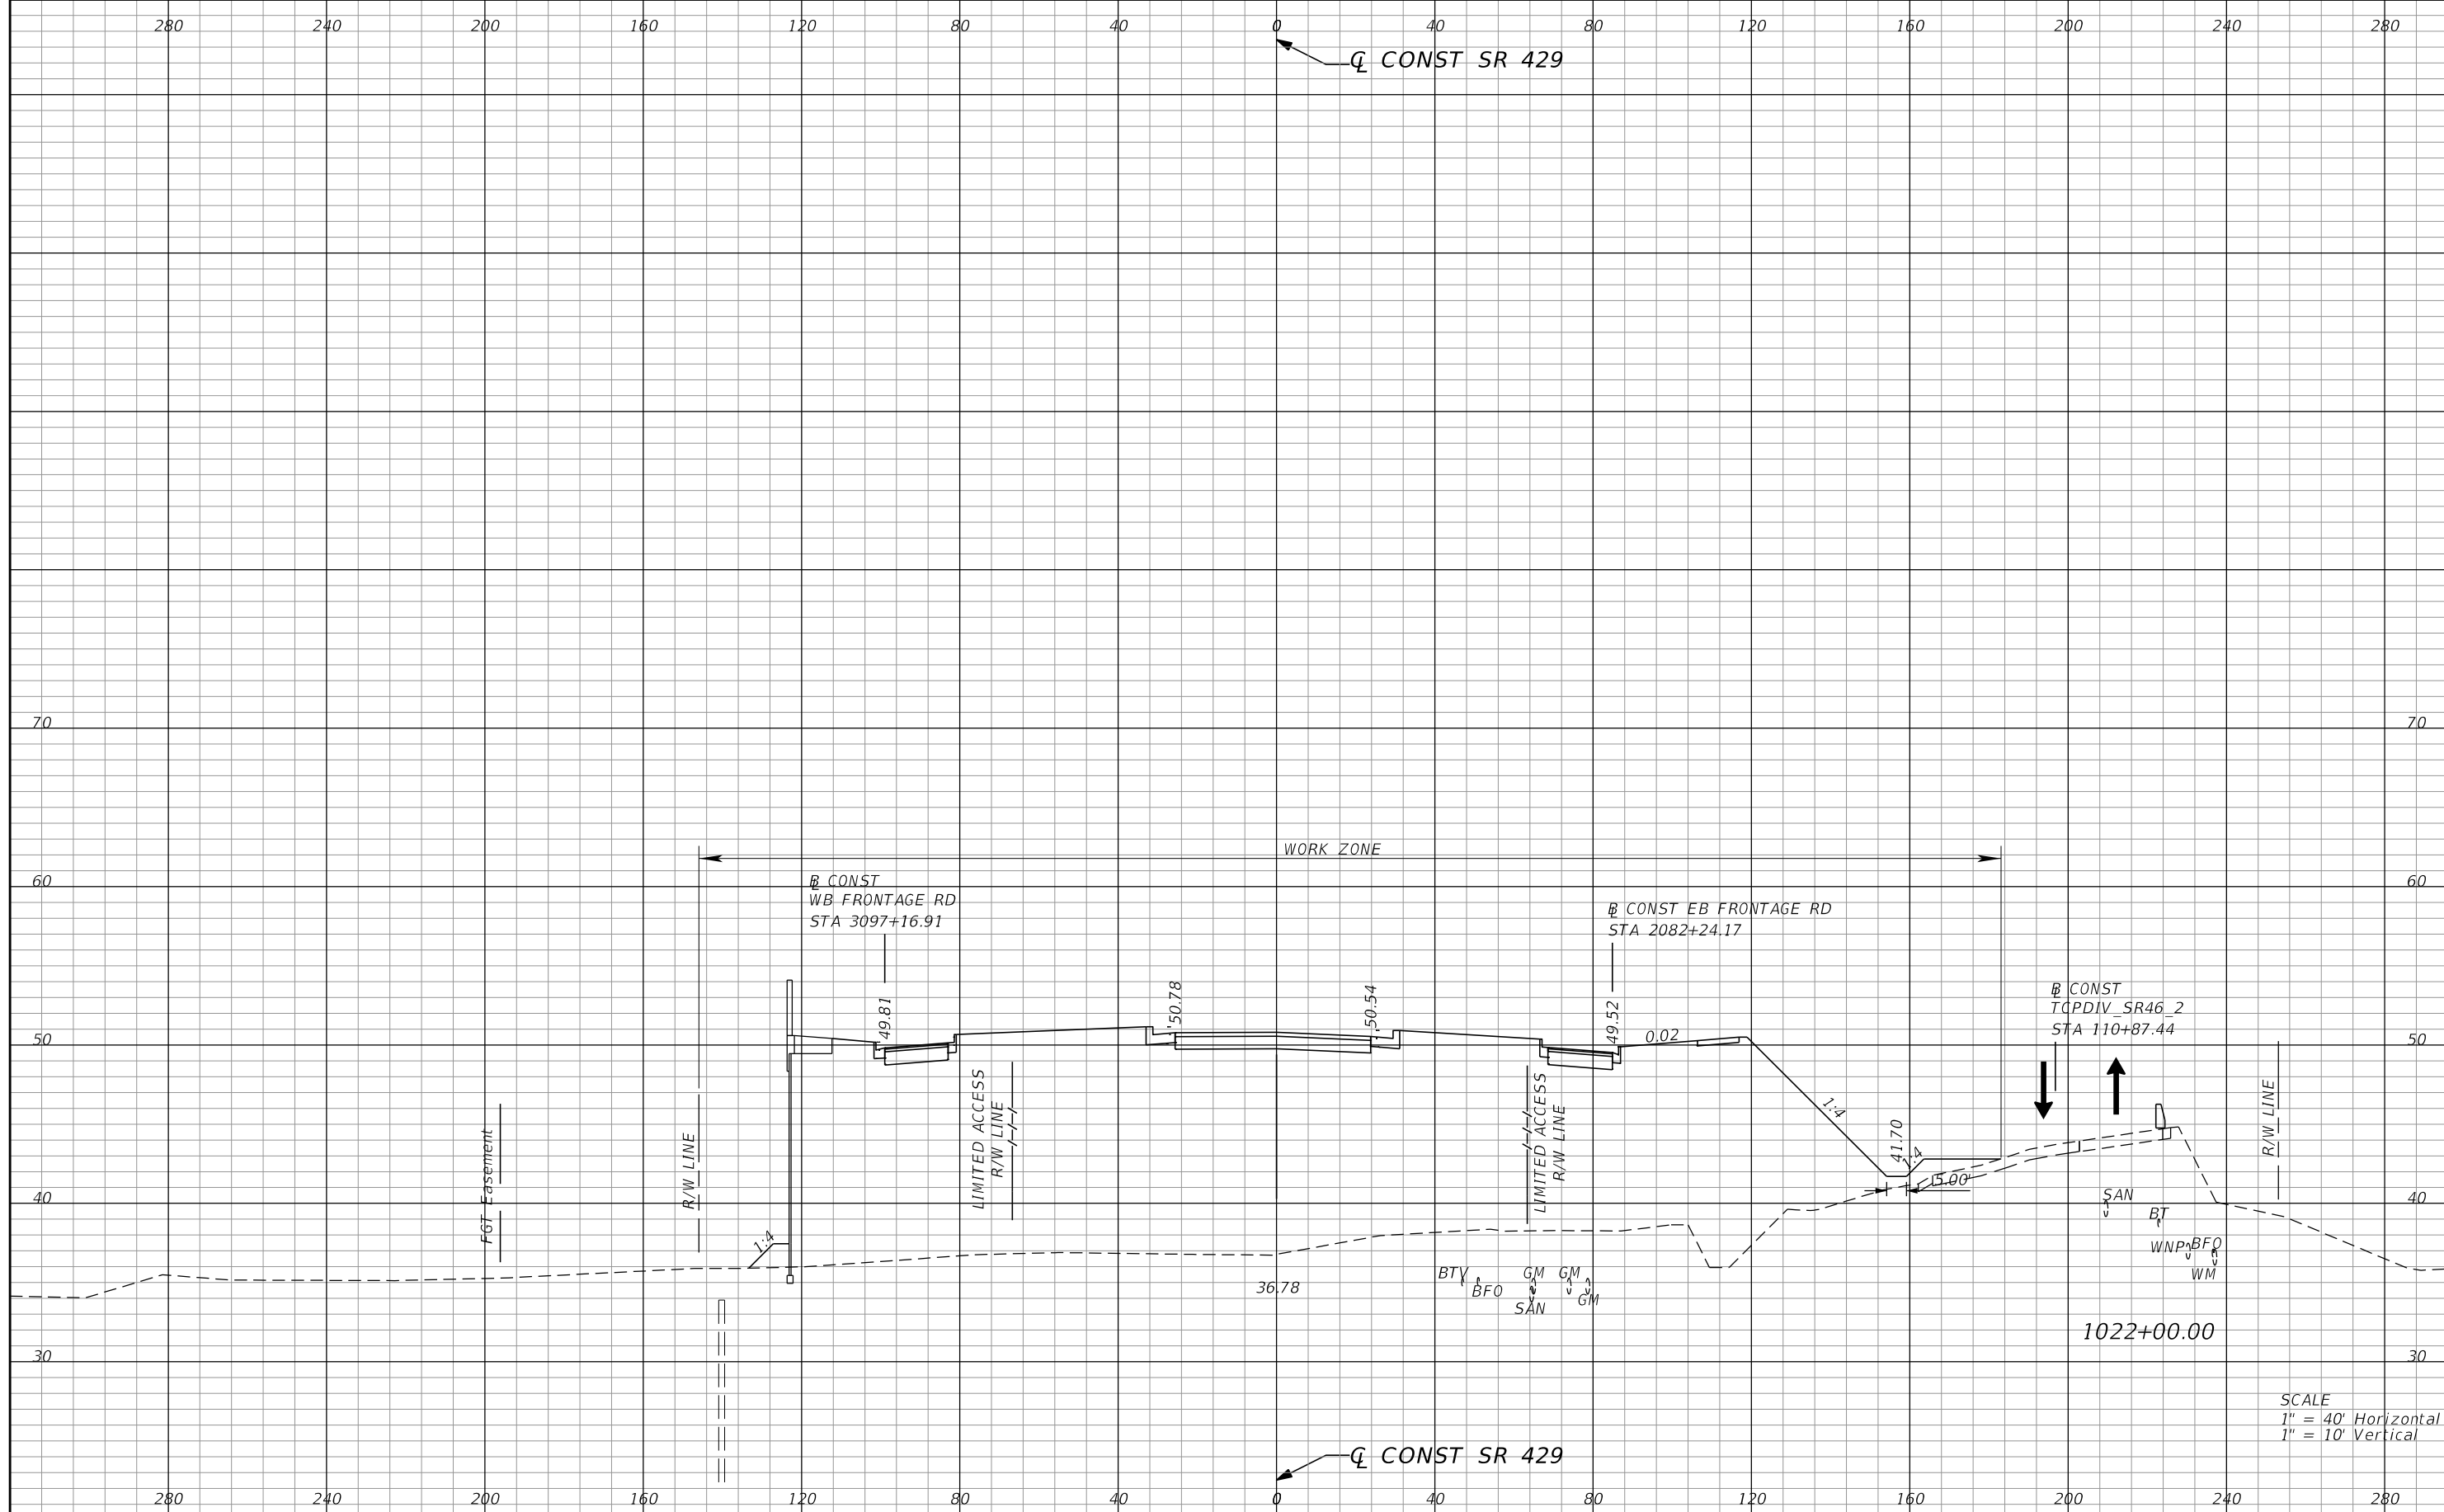 280 240 200 160 120 80 40 0 40 80 120 160 200 240 280
℄ CONST SR 429
70 70
WORK ZONE
60 60
℄ CONST
WB FRONTAGE RD
STA 3097+16.91
℄ CONST EB FRONTAGE RD
STA 2082+24.17
℄ CONST
TCPDIV_SR46_2
STA 110+87.44
50 50
49.81
50.78
50.54
49.52
0.02
1:4
41.70
1:4
5.00'
FGT Easement
R/W LINE
LIMITED ACCESS
R/W LINE
LIMITED ACCESS
R/W LINE
R/W LINE
40 40
1:4
SAN
BT
WNP
BFO
WM
BTV
BFO
GM
SAN
GM
GM
36.78
1022+00.00
30 30
SCALE
1" = 40' Horizontal
1" = 10' Vertical
℄ CONST SR 429
280 240 200 160 120 80 40 0 40 80 120 160 200 240 280